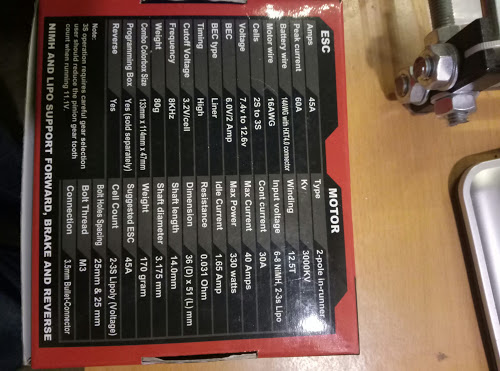 ESC
Amps 45A
Peak current 60A
Battery wire 14AWG with HXT4.0 connector
Motor wire 16AWG
Cells 2S to 3S
Voltage 7.4v to 12.6v
BEC 6.0V/2 Amp
BEC type Liner
Timing High
Cutoff Voltage 3.2V/cell
Frequency 8KHz
Weight 80g
Combo Colorbox Size 133mm x 114mm x 47mm
Programming Box Yes (sold separately)
Reverse Yes
Note:
3S operation requires careful gear selection
user should reduce the pinion gear tooth
count when running 11.1V.
MOTOR
Type 2-pole in-runner
Kv 3000KV
Winding 12.5T
Input voltage 6-8 NiMH, 2-3s Lipo
Cont current 30A
Max Current 40 Amps
Max Power 330 watts
Idle Current 1.65 Amp
Resistance 0.031 Ohm
Dimension 36 (D) x 51 (L) mm
Shaft length 14.0mm
Shaft diameter 3.175 mm
Weight 170 gram
Suggested ESC 45A
Cell Count 2-3S Lipoly (Voltage)
Bolt Holes Spacing 25mm & 25 mm
Bolt Thread M3
Connection 3.5mm Bullet-Connector
NIMH AND LIPO SUPPORT FORWARD, BRAKE AND REVERSE